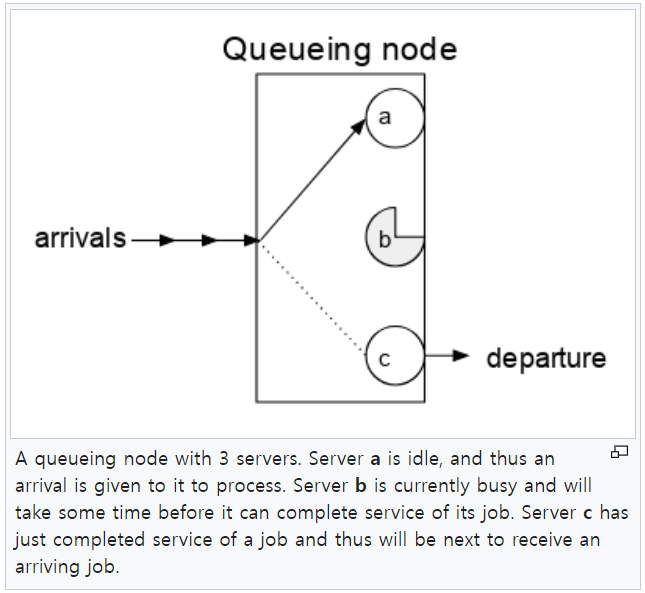 Queueing node
a
arrivals
b
c
departure
A queueing node with 3 servers. Server a is idle, and thus an
arrival is given to it to process. Server b is currently busy and will
take some time before it can complete service of its job. Server c has
just completed service of a job and thus will be next to receive an
arriving job.